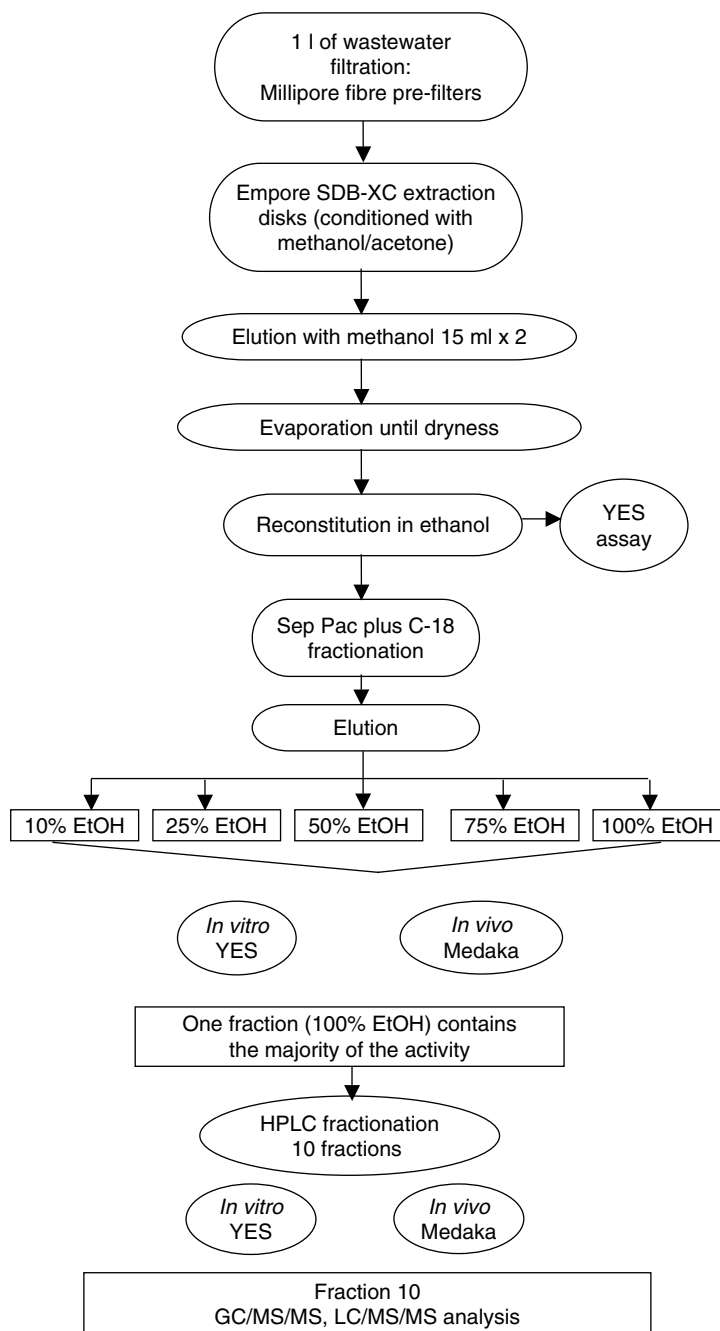 1 l of wastewater
filtration:
Millipore fibre pre-filters
Empore SDB-XC extraction
disks (conditioned with
methanol/acetone)
Elution with methanol 15 ml x 2
Evaporation until dryness
Reconstitution in ethanol
YES
assay
Sep Pac plus C-18
fractionation
Elution
10% EtOH
25% EtOH
50% EtOH
75% EtOH
100% EtOH
In vitro
YES
In vivo
Medaka
One fraction (100% EtOH) contains
the majority of the activity
HPLC fractionation
10 fractions
In vitro
YES
In vivo
Medaka
Fraction 10
GC/MS/MS, LC/MS/MS analysis